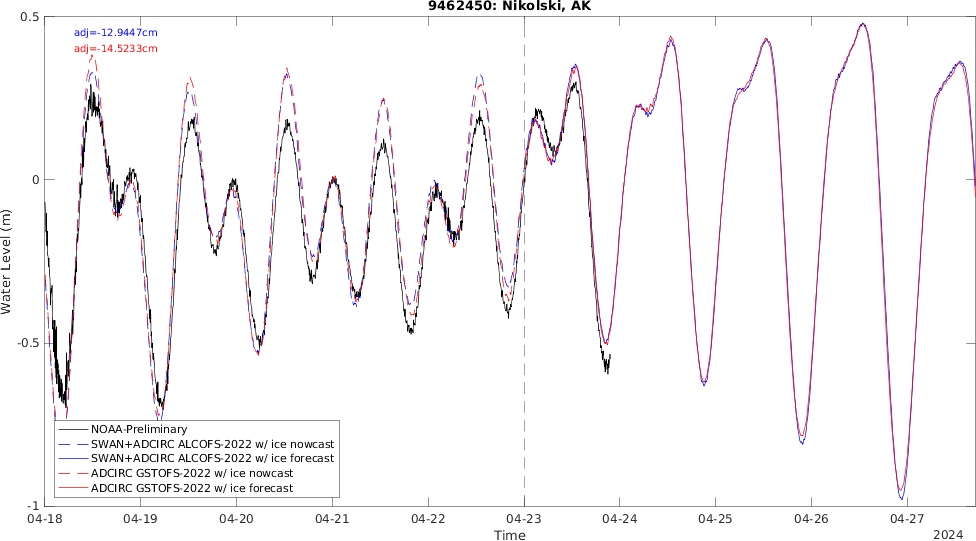 9462450: Nikolski, AK
adj=-12.9447cm
adj=-14.5233cm
Water Level (m)
0.5
0
-0.5
-1
NOAA-Preliminary
SWAN+ADCIRC ALCOFS-2022 w/ ice nowcast
SWAN+ADCIRC ALCOFS-2022 w/ ice forecast
ADCIRC GSTOFS-2022 w/ ice nowcast
ADCIRC GSTOFS-2022 w/ ice forecast
04-18 04-19 04-20 04-21 04-22 04-23 04-24 04-25 04-26 04-27
Time
2024